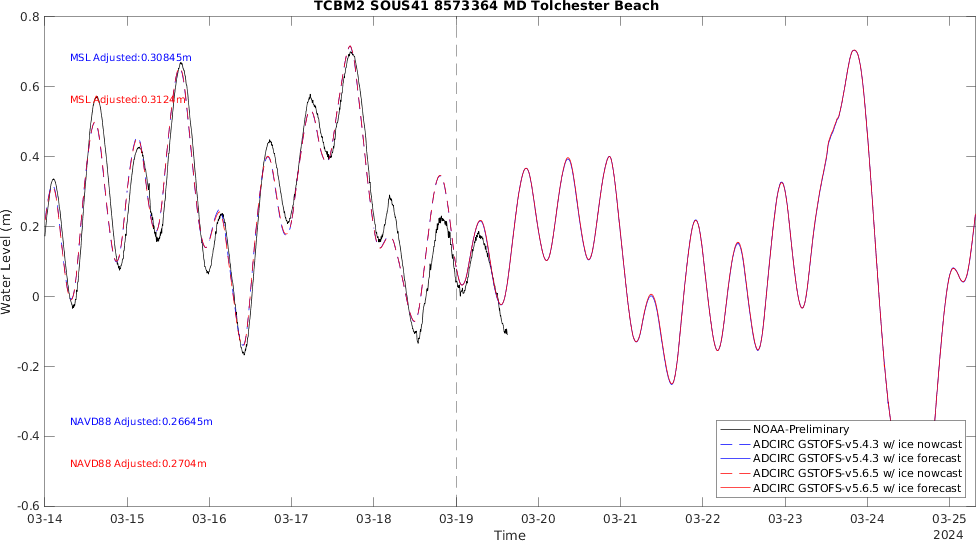 TCBM2 SOUS41 8573364 MD Tolchester Beach
0.8
0.6
0.4
0.2
0
-0.2
-0.4
-0.6
Water Level (m)
MSL Adjusted:0.30845m
MSL Adjusted:0.3124m
NAVD88 Adjusted:0.26645m
NAVD88 Adjusted:0.2704m
NOAA-Preliminary
ADCIRC GSTOFS-v5.4.3 w/ ice nowcast
ADCIRC GSTOFS-v5.4.3 w/ ice forecast
ADCIRC GSTOFS-v5.6.5 w/ ice nowcast
ADCIRC GSTOFS-v5.6.5 w/ ice forecast
03-14 03-15 03-16 03-17 03-18 03-19 03-20 03-21 03-22 03-23 03-24 03-25
Time
2024